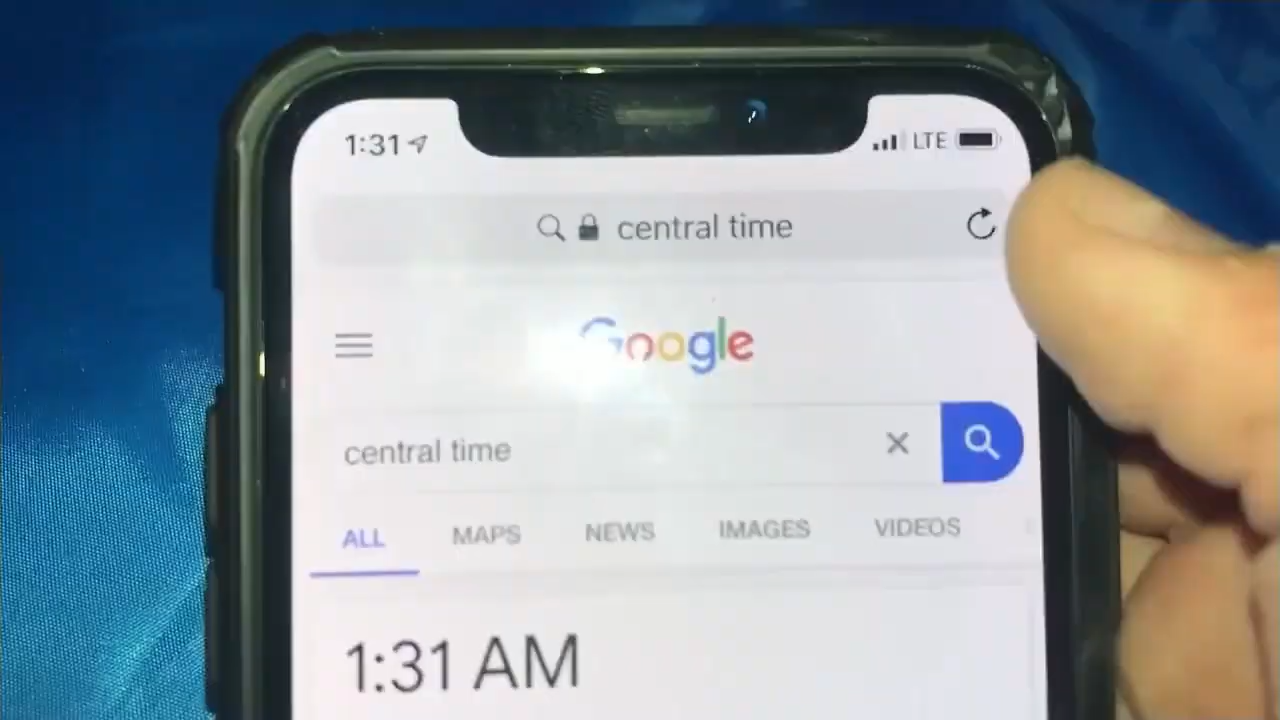 1:31 LTE
central time
Google
central time
ALL MAPS NEWS IMAGES VIDEOS
1:31 AM